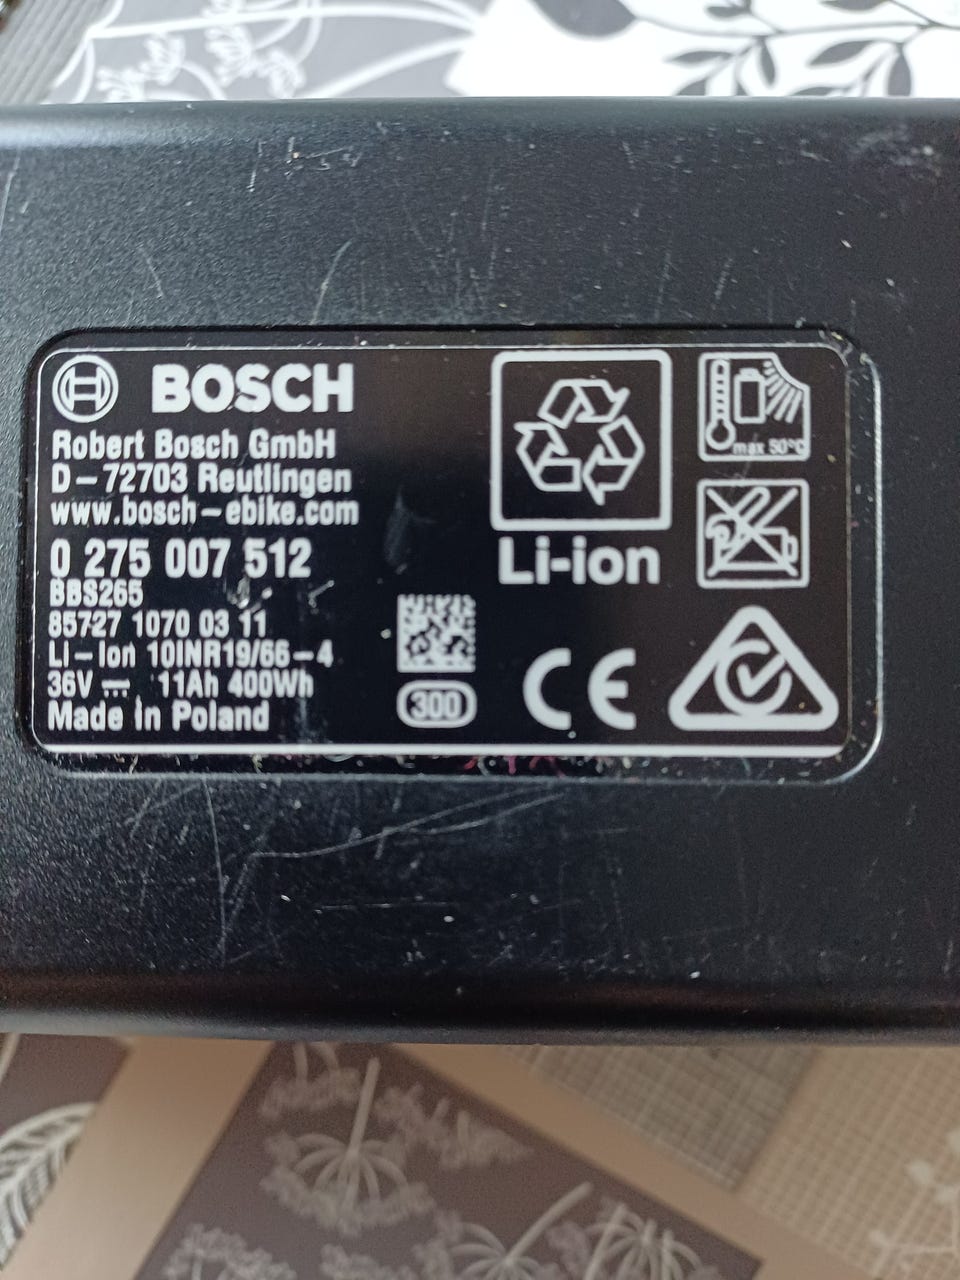 BOSCH
Robert Bosch GmbH
D-72703 Reutlingen
www.bosch-ebike.com
0 275 007 512
BBS265
85727 1070 03 11
Li-Ion 10INR19/66-4
36V ⎓ 11Ah 400Wh
Made in Poland
300
Li-ion
CE
max 50°C